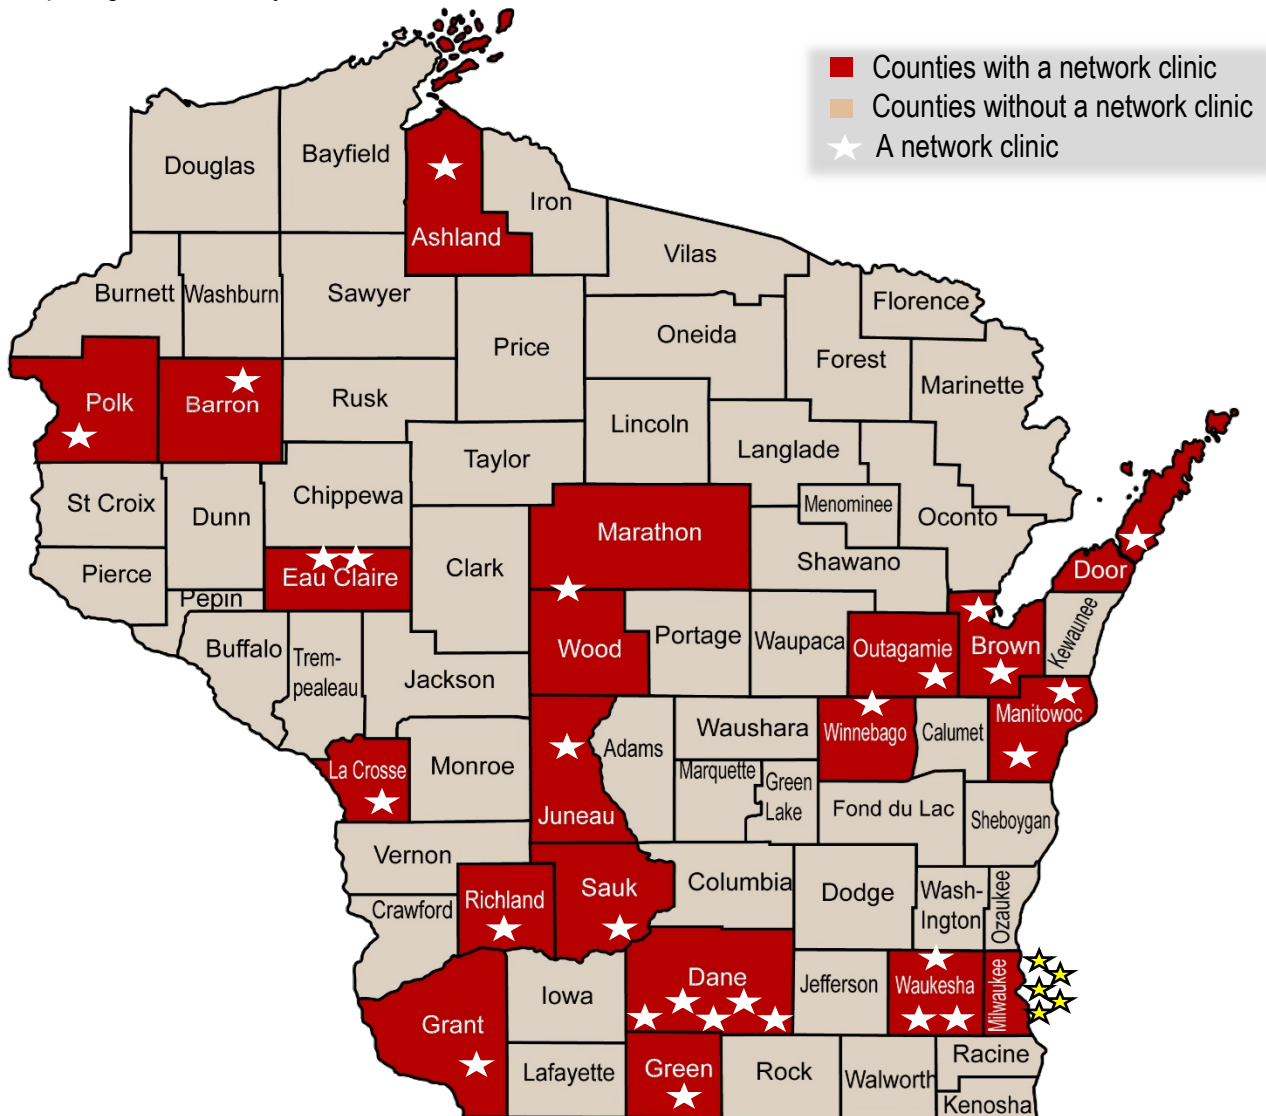 Counties with a network clinic
Counties without a network clinic
A network clinic
Douglas
Bayfield
Iron
Ashland
Vilas
Burnett
Washburn
Sawyer
Florence
Price
Oneida
Forest
Marinette
Polk
Barron
Rusk
Lincoln
Langlade
Taylor
St Croix
Dunn
Chippewa
Menominee
Oconto
Marathon
Shawano
Pierce
Eau Claire
Clark
Door
Pepin
Buffalo
Trem-
pealeau
Wood
Portage
Waupaca
Outagamie
Brown
Kewaunee
Jackson
Waushara
Winnebago
Calumet
Manitowoc
Adams
La Crosse
Monroe
Marquette
Green
Lake
Juneau
Fond du Lac
Sheboygan
Vernon
Richland
Sauk
Columbia
Dodge
Wash-
Ington
Ozaukee
Crawford
Dane
Jefferson
Waukesha
Milwaukee
Iowa
Grant
Lafayette
Green
Rock
Walworth
Racine
Kenosha